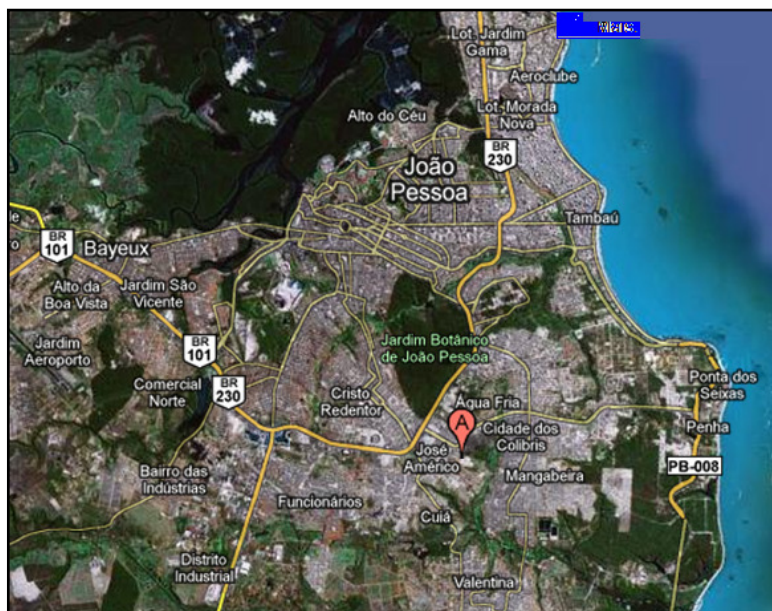 Lot. Jardim
Gama
Aeroclube
Lot. Morada
Nova
Alto do Céu
BR
230
João
Pessoa
Tambaú
BR
101
Bayeux
Alto da
Boa Vista
Jardim São
Vicente
Jardim
Aeroporto
BR
101
Jardim Botânico
de João Pessoa
Comercial
Norte
BR
230
Cristo
Redentor
Ponta dos
Seixas
Água Fria
A
Cidade dos
Colibris
Penha
José
Américo
Bairro das
Indústrias
PB-008
Mangabeira
Funcionários
Cuiá
Distrito
Industrial
Valentina